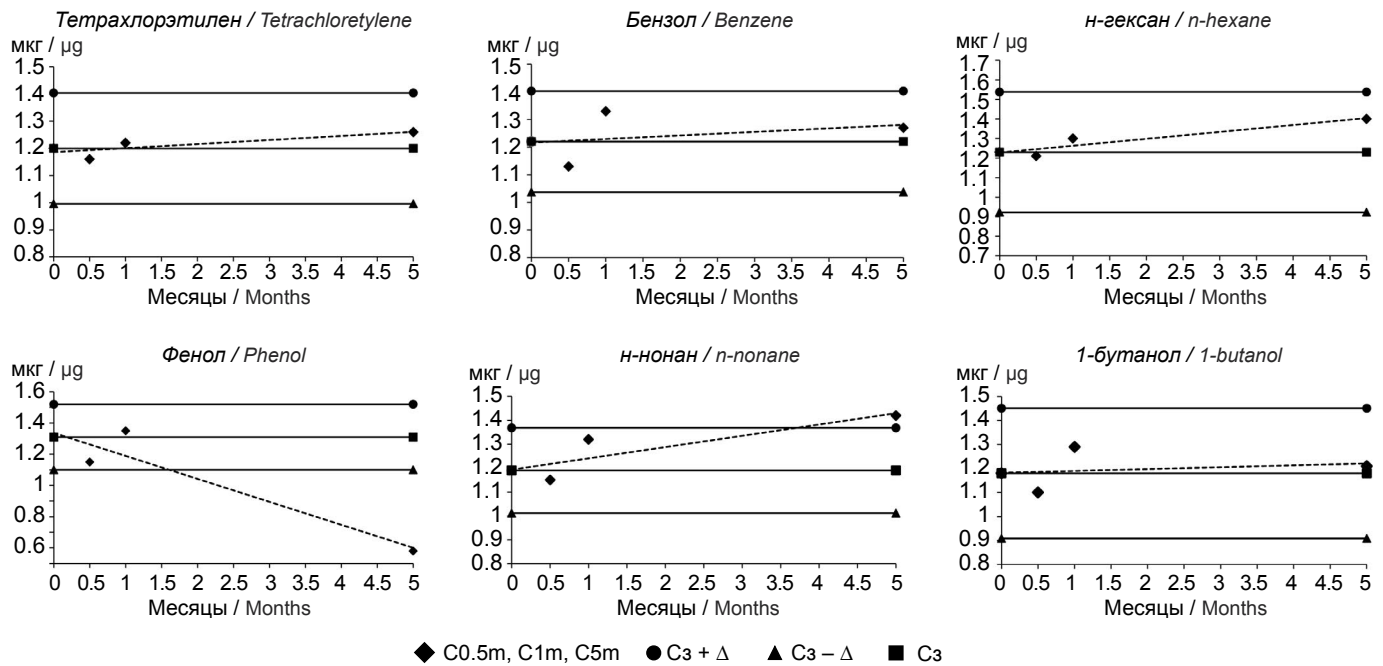 Тетрахлорэтилен / Tetrachloretylene
мкг / µg
1.5
1.4
1.3
1.2
1.1
1
0.9
0.8
0 0.5 1 1.5 2 2.5 3 3.5 4 4.5 5
Месяцы / Months
Бензол / Benzene
мкг / µg
1.5
1.4
1.3
1.2
1.1
1
0.9
0.8
0 0.5 1 1.5 2 2.5 3 3.5 4 4.5 5
Месяцы / Months
н-гексан / n-hexane
мкг / µg
1.7
1.6
1.5
1.4
1.3
1.2
1.1
1
0.9
0.8
0.7
0 0.5 1 1.5 2 2.5 3 3.5 4 4.5 5
Месяцы / Months
Фенол / Phenol
мкг / µg
1.6
1.4
1.2
1
0.8
0.6
0 0.5 1 1.5 2 2.5 3 3.5 4 4.5 5
Месяцы / Months
н-нонан / n-nonane
мкг / µg
1.5
1.4
1.3
1.2
1.1
1
0.9
0.8
0 0.5 1 1.5 2 2.5 3 3.5 4 4.5 5
Месяцы / Months
1-бутанол / 1-butanol
мкг / µg
1.5
1.4
1.3
1.2
1.1
1
0.9
0.8
0 0.5 1 1.5 2 2.5 3 3.5 4 4.5 5
Месяцы / Months
C0.5m, C1m, C5m Cз + Δ Cз – Δ Cз